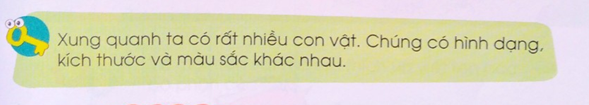 Xung quanh ta có rất nhiều con vật. Chúng có hình dạng,
kích thước và màu sắc khác nhau.